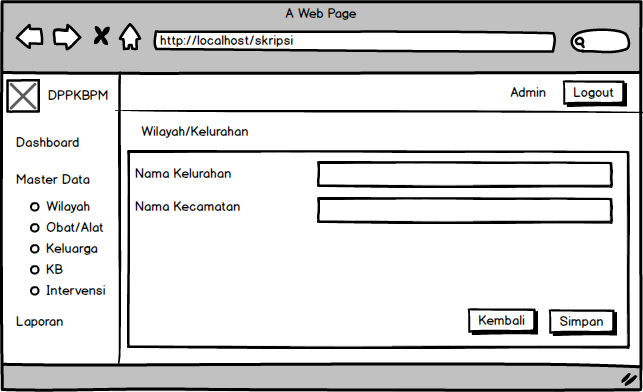 A Web Page
http://localhost/skripsi
DPPKBPM
Admin
Logout
Dashboard
Master Data
Wilayah
Obat/Alat
Keluarga
KB
Intervensi
Laporan
Wilayah/Kelurahan
Nama Kelurahan
Nama Kecamatan
Kembali
Simpan